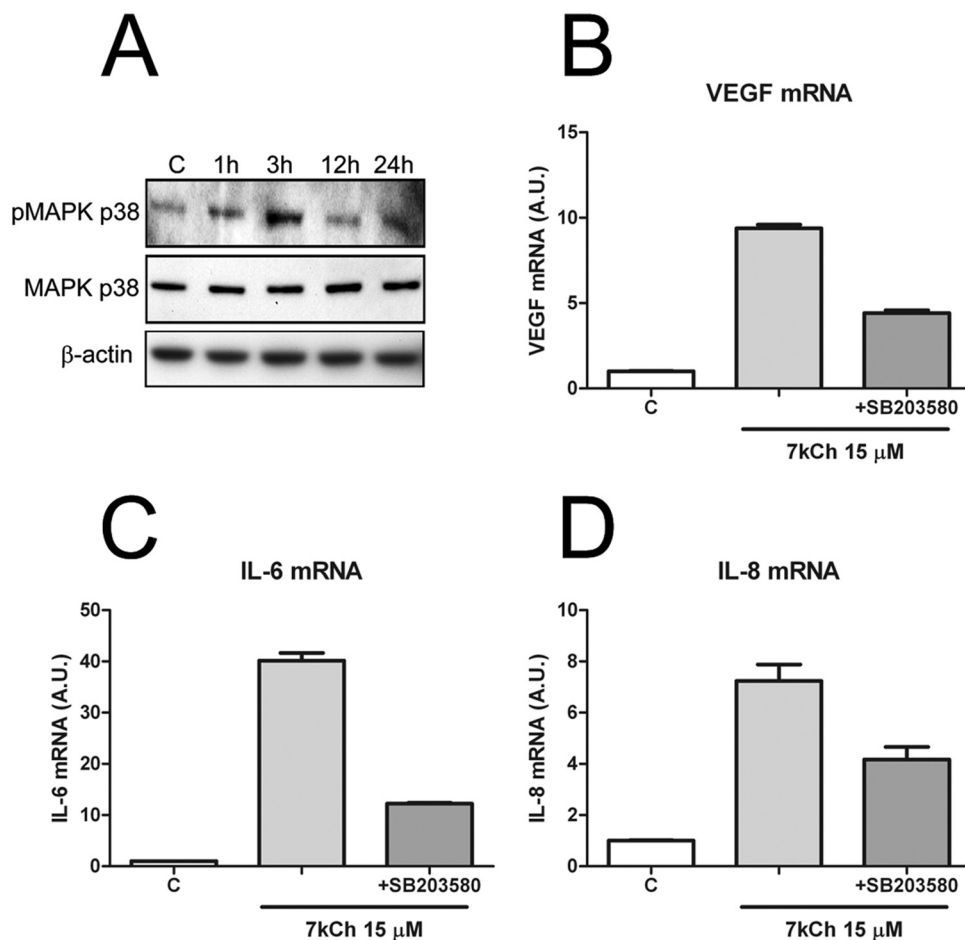 A
C 1h 3h 12h 24h
pMAPK p38
MAPK p38
β-actin
B
VEGF mRNA
VEGF mRNA (A.U.)
15
10
5
0
C
+SB203580
7kCh 15 μM
C
IL-6 mRNA
IL-6 mRNA (A.U.)
50
40
30
20
10
0
C
+SB203580
7kCh 15 μM
D
IL-8 mRNA
IL-8 mRNA (A.U.)
10
8
6
4
2
0
C
+SB203580
7kCh 15 μM